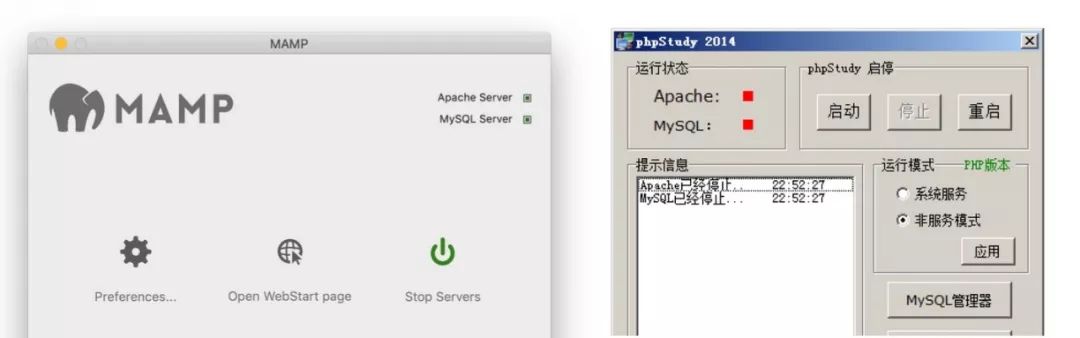 MAMP
MAMP
Apache Server
MySQL Server
Preferences...
Open WebStart page
Stop Servers
phpStudy 2014
运行状态
Apache:
MySQL:
phpStudy 启停
启动
停止
重启
提示信息
Apache已经停止.. 22:52:27
MySQL已经停止... 22:52:27
运行模式
PHP版本
系统服务
非服务模式
应用
MySQL管理器